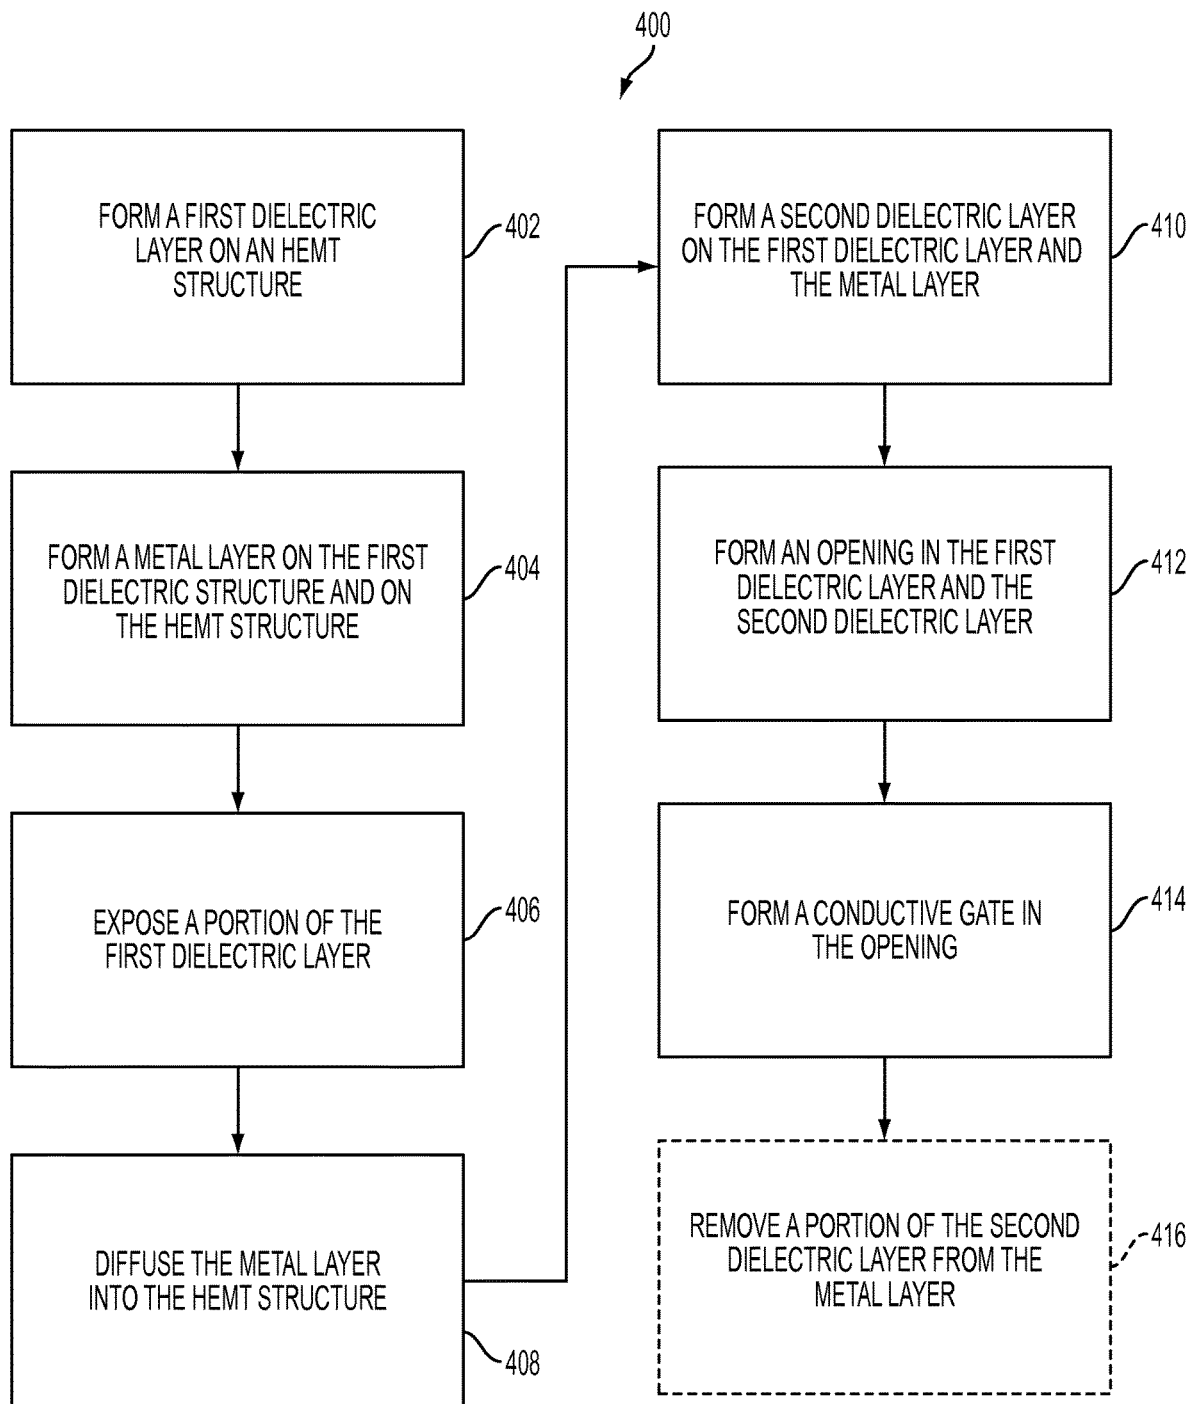 400
FORM A FIRST DIELECTRIC
LAYER ON AN HEMT
STRUCTURE
402
FORM A METAL LAYER ON THE FIRST
DIELECTRIC STRUCTURE AND ON
THE HEMT STRUCTURE
404
EXPOSE A PORTION OF THE
FIRST DIELECTRIC LAYER
406
DIFFUSE THE METAL LAYER
INTO THE HEMT STRUCTURE
408
FORM A SECOND DIELECTRIC LAYER
ON THE FIRST DIELECTRIC LAYER AND
THE METAL LAYER
410
FORM AN OPENING IN THE FIRST
DIELECTRIC LAYER AND THE
SECOND DIELECTRIC LAYER
412
FORM A CONDUCTIVE GATE IN
THE OPENING
414
REMOVE A PORTION OF THE SECOND
DIELECTRIC LAYER FROM THE
METAL LAYER
416